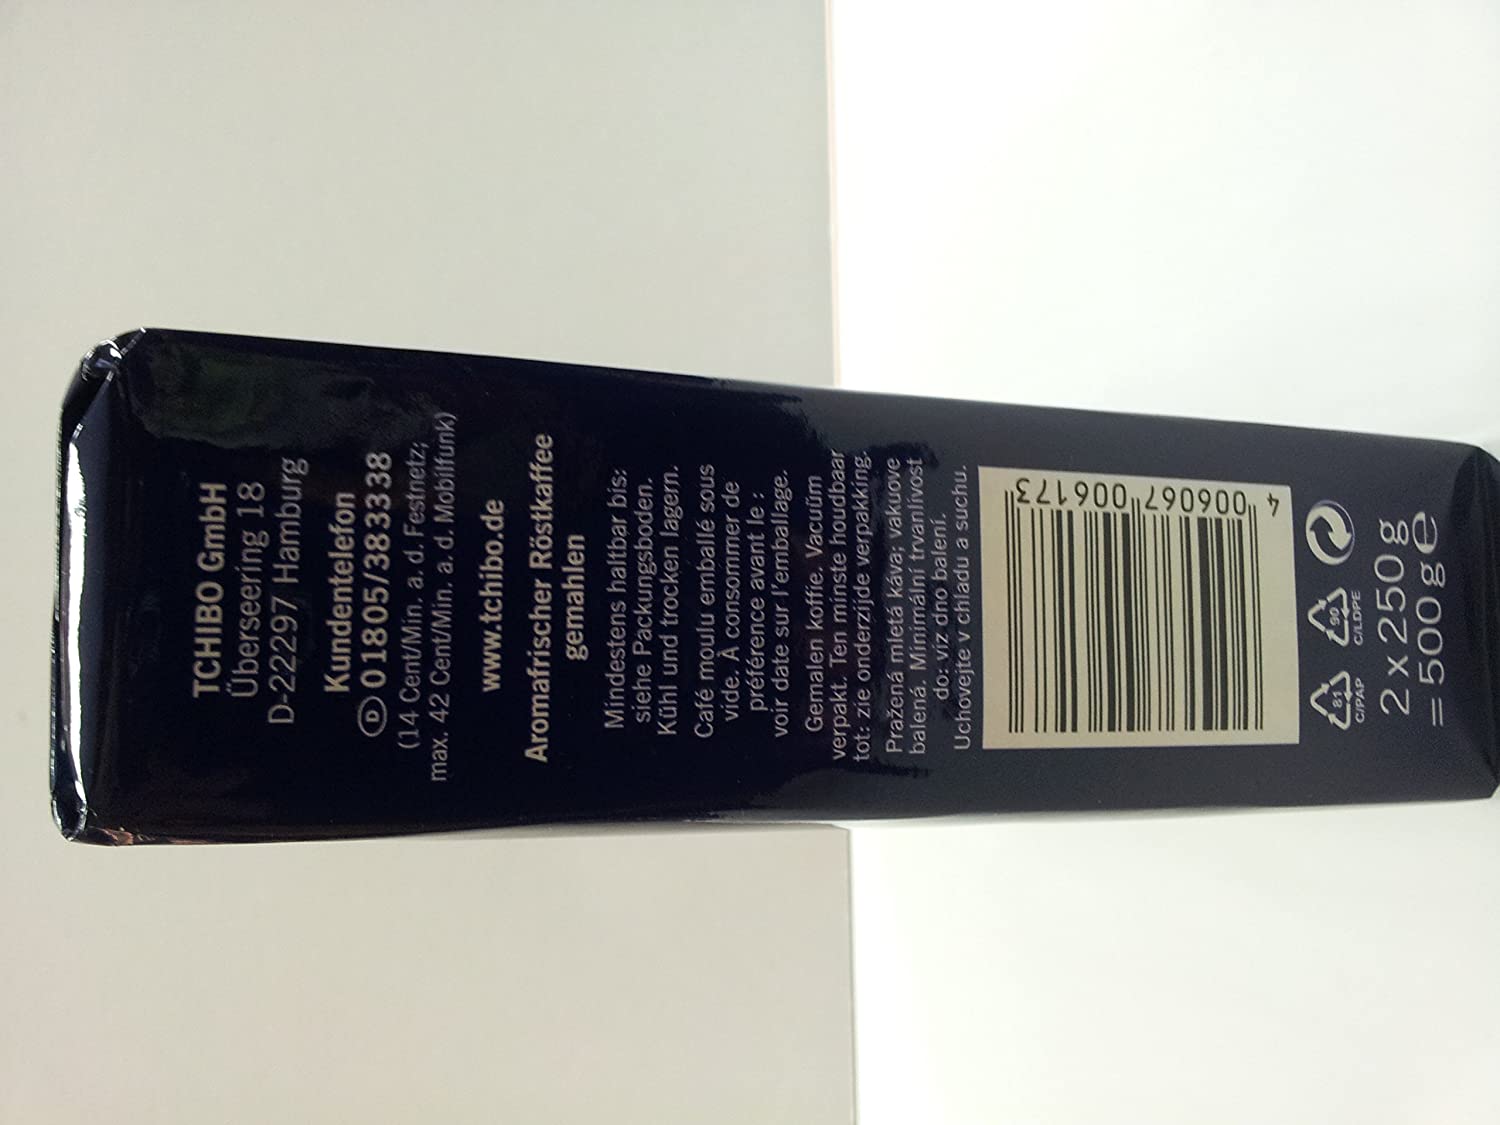 TCHIBO GmbH
Überseering 18
D-22297 Hamburg
Kundentelefon
D 01805/383338
(14 Cent/Min. a. d. Festnetz;
max. 42 Cent/Min. a. d. Mobilfunk)
www.tchibo.de
Aromafrischer Röstkaffee
gemahlen
Mindestens haltbar bis:
siehe Packungsboden.
Kühl und trocken lagern.
Café moulu emballé sous
vide. À consommer de
préférence avant le :
voir date sur l'emballage.
Gemalen koffie. Vacuüm
verpakt. Ten minste houdbaar
tot: zie onderzijde verpakking.
Pražená mletá káva; vakuově
balená. Minimální trvanlivost
do: viz dno balení.
Uchovejte v chladu a suchu.
4 006067 006173
81 C/PAP 90 C/LDPE
2 x 250 g
= 500 g e